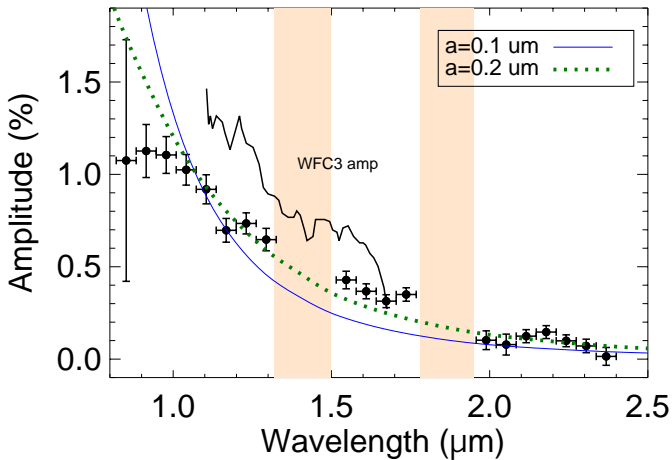 a=0.1 um
a=0.2 um
WFC3 amp
Amplitude (%)
1.5
1.0
0.5
0.0
1.0 1.5 2.0 2.5
Wavelength (μm)